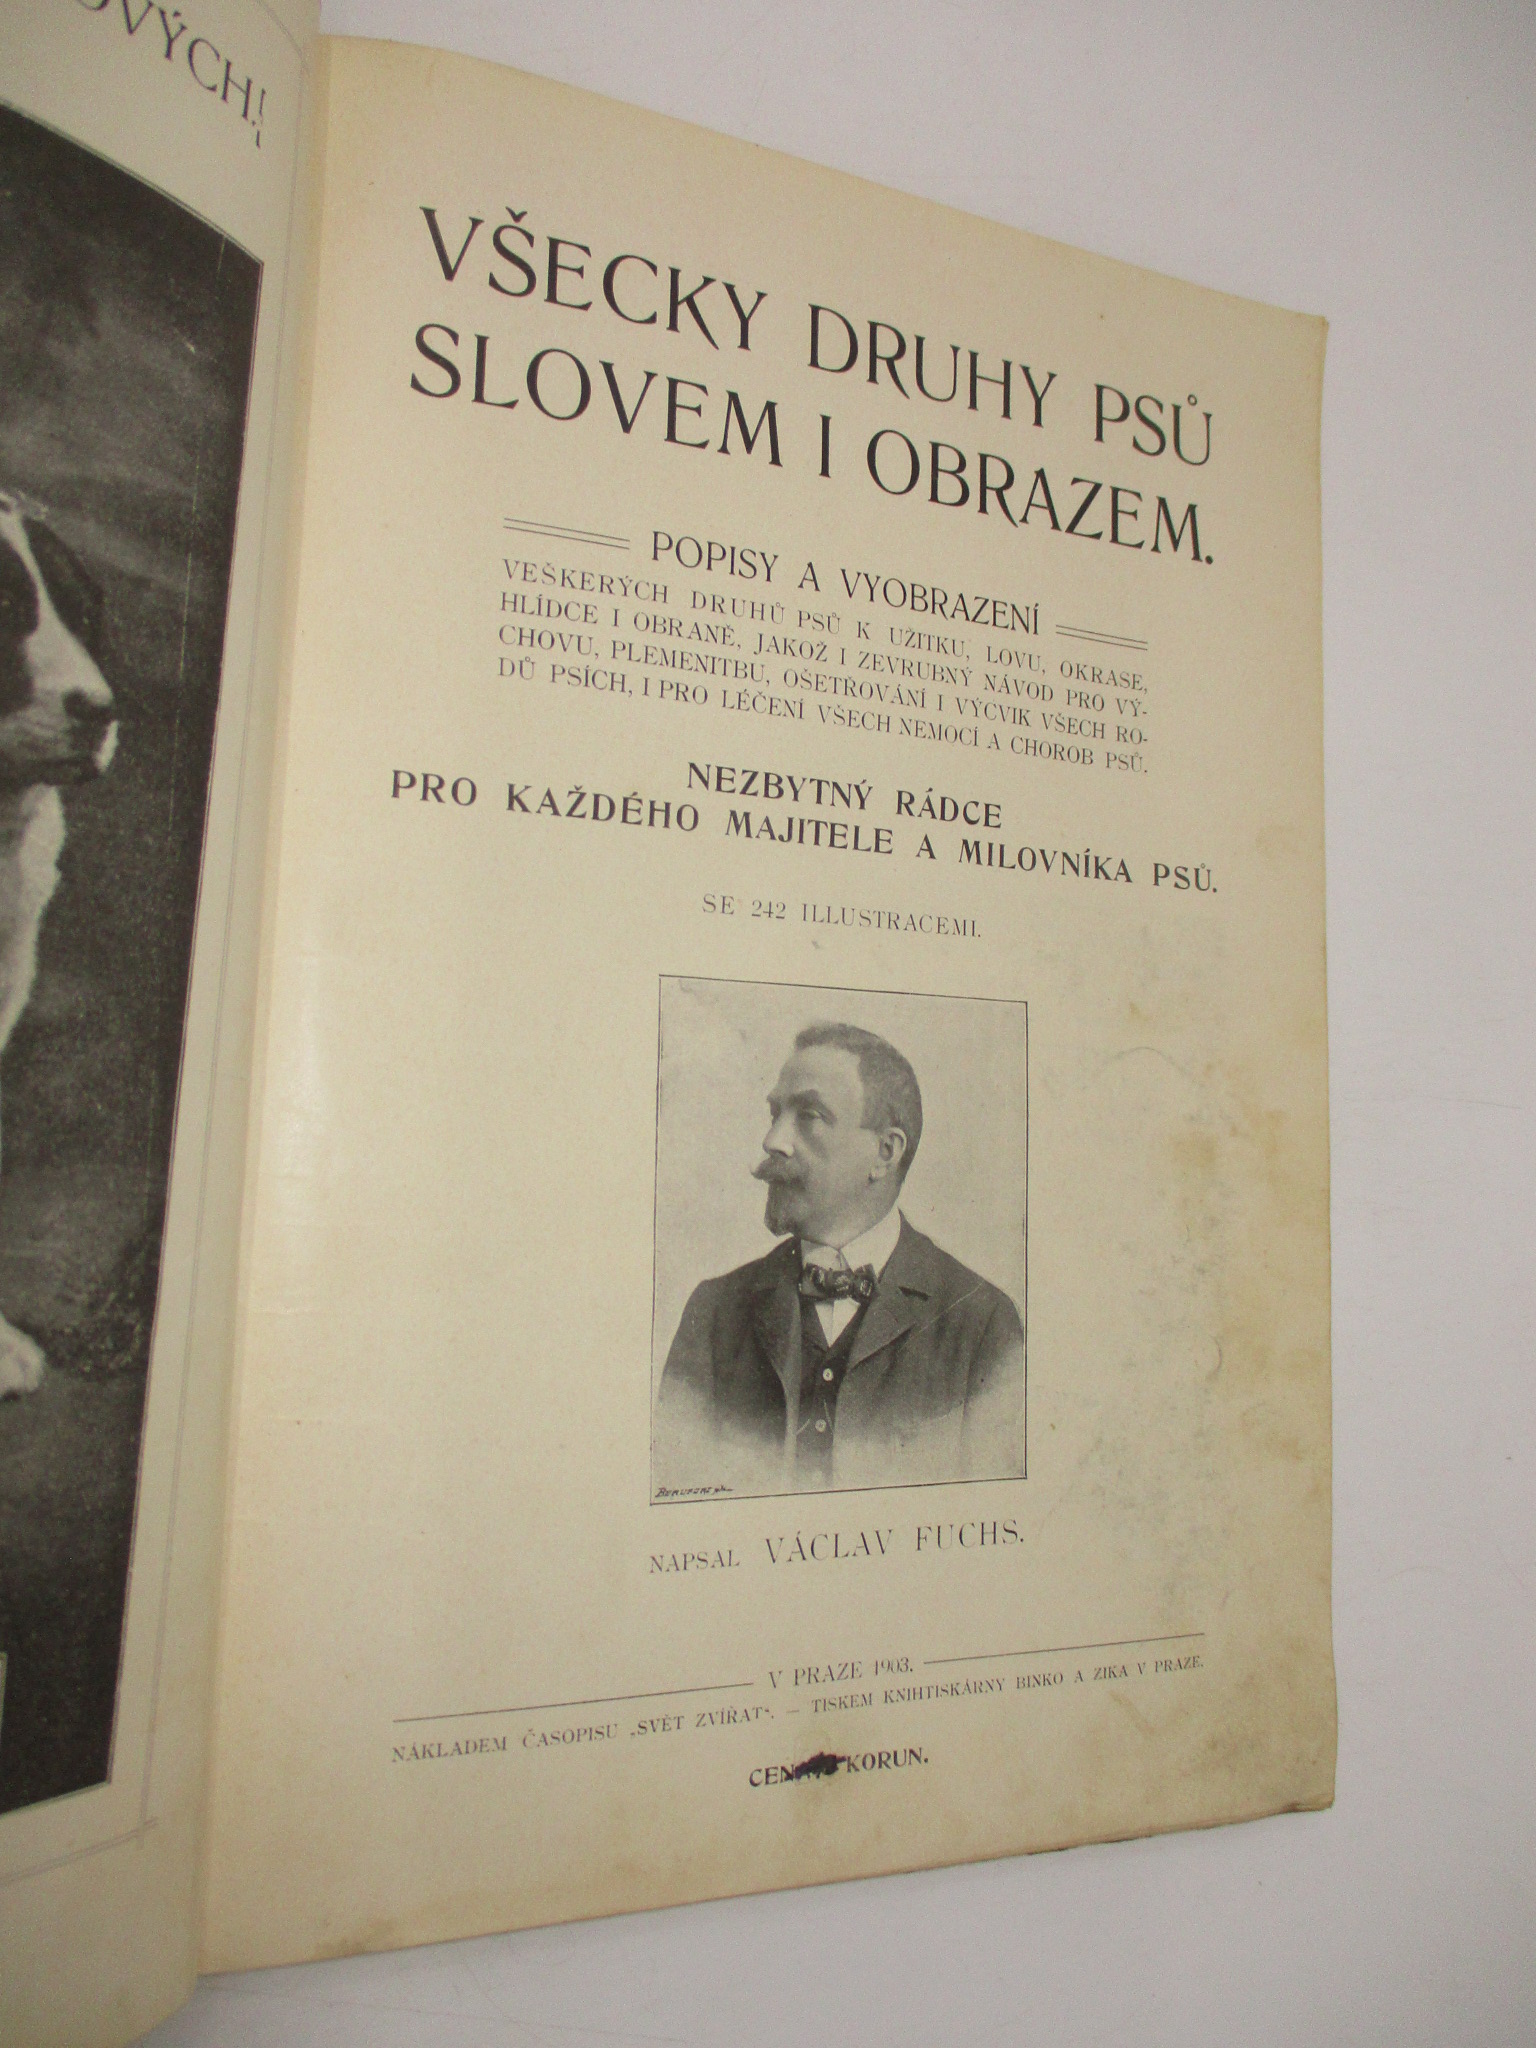 VŠECKY DRUHY PSŮ
SLOVEM I OBRAZEM.
POPISY A VYOBRAZENÍ
VEŠKERÝCH DRUHŮ PSŮ K UŽITKU, LOVU, OKRASE,
HLÍDCE I OBRANĚ, JAKOŽ I ZEVRUBNÝ NÁVOD PRO VÝ-
CHOVU, PLEMENITBU, OŠETŘOVÁNÍ I VÝCVIK VŠECH RO-
DŮ PSÍCH, I PRO LÉČENÍ VŠECH NEMOCÍ A CHOROB PSŮ.
NEZBYTNÝ RÁDCE
PRO KAŽDÉHO MAJITELE A MILOVNÍKA PSŮ.
SE 242 ILLUSTRACEMI.
NAPSAL VÁCLAV FUCHS.
V PRAZE 1903.
NÁKLADEM ČASOPISU „SVĚT ZVÍŘAT“. — TISKEM KNIHTISKÁRNY BINKO A ZIKA V PRAZE.
KORUN.